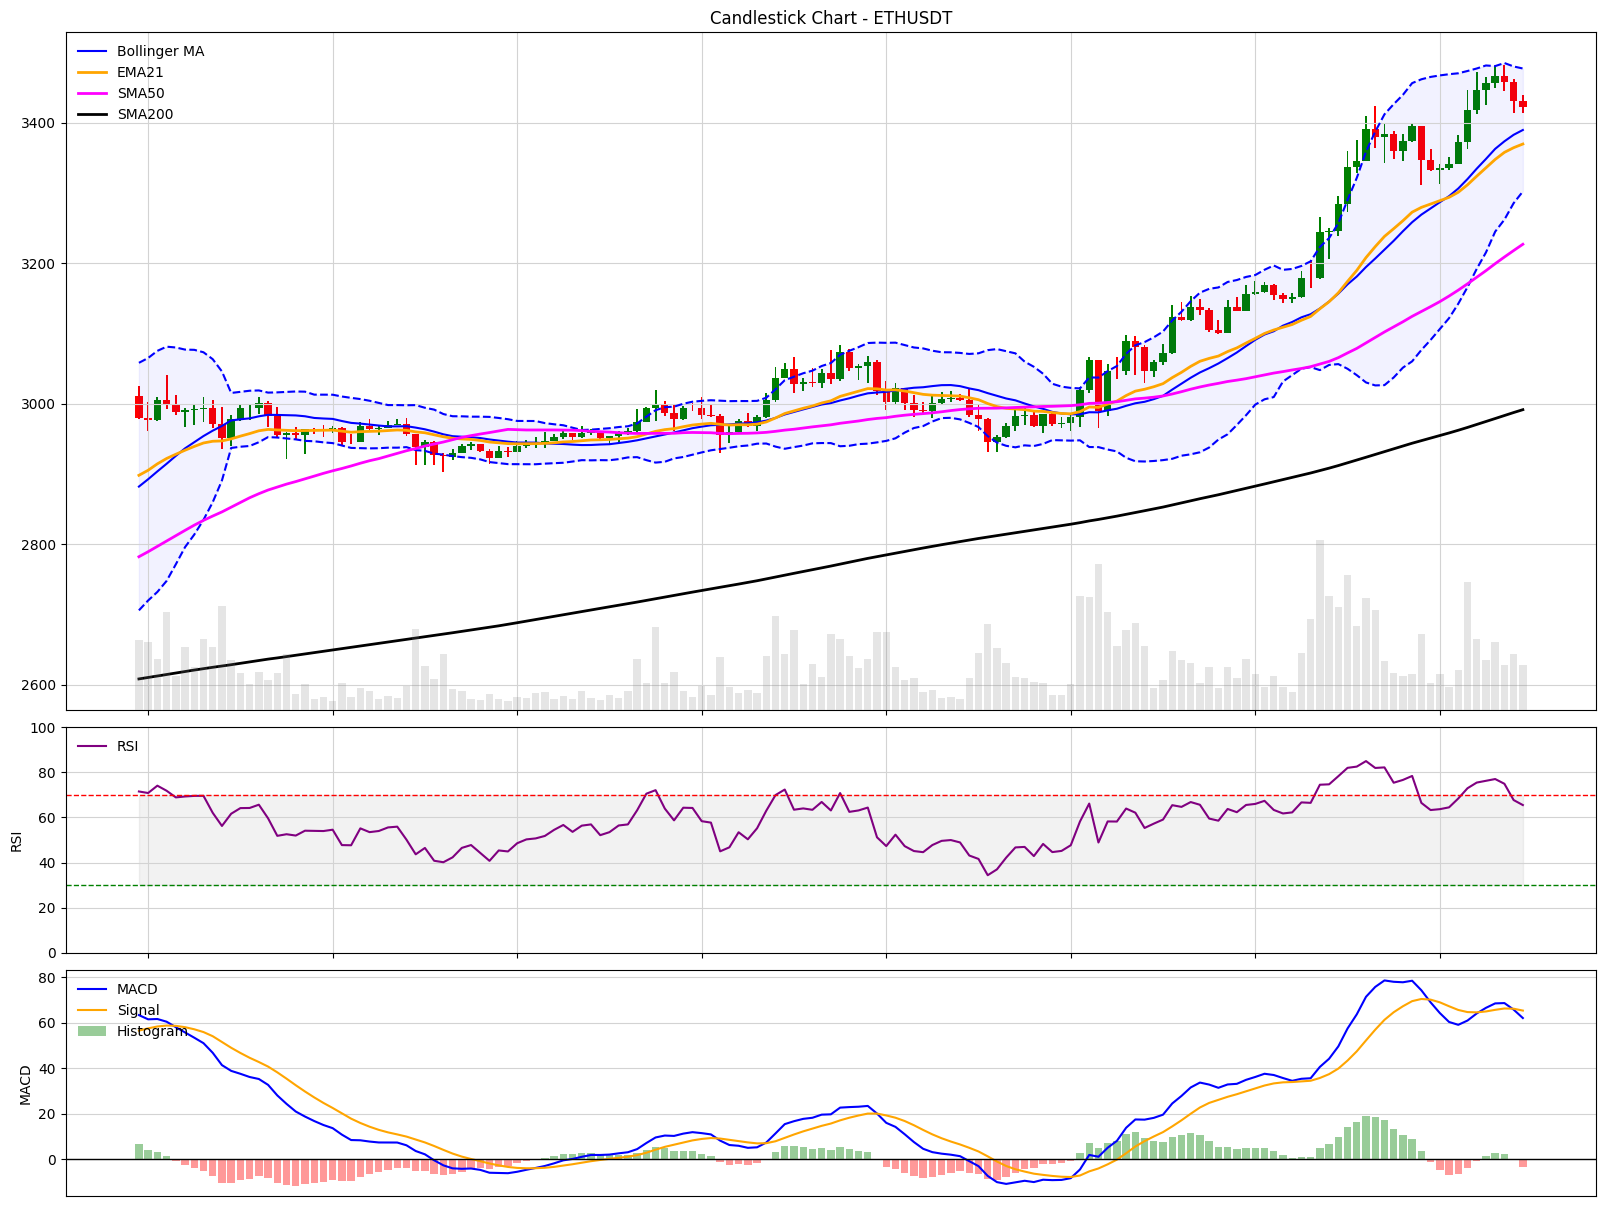 Candlestick Chart - ETHUSDT
Bollinger MA
EMA21
SMA50
SMA200
3400
3200
3000
2800
2600
100
80
60
40
20
0
RSI
RSI
80
60
40
20
0
MACD
MACD
Signal
Histogram